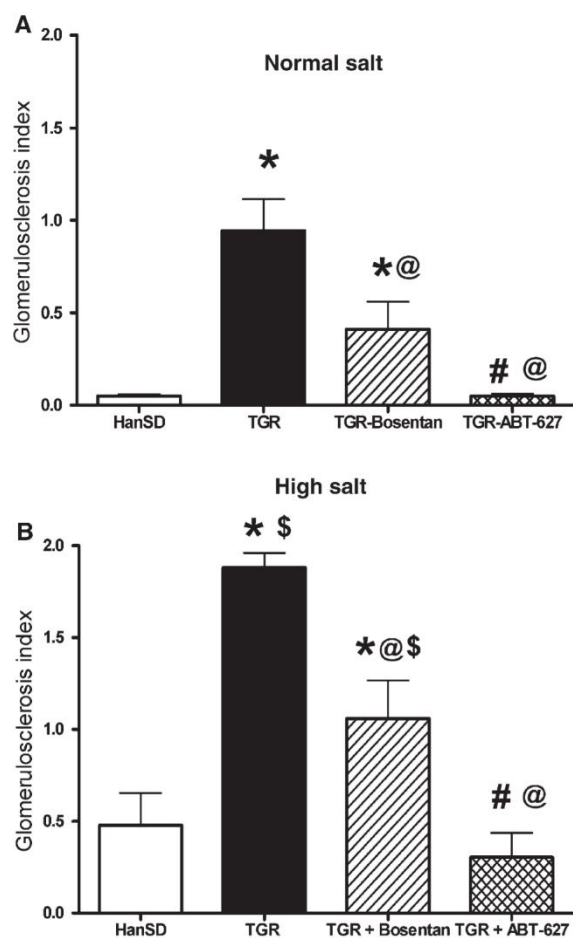 A
Normal salt
Glomerulosclerosis index
2.0
1.5
1.0
0.5
0.0
*
* @
# @
HanSD TGR TGR-Bosentan TGR-ABT-627
High salt
B
Glomerulosclerosis index
2.0
1.5
1.0
0.5
0.0
* $
* @ $
# @
HanSD TGR TGR + Bosentan TGR + ABT-627